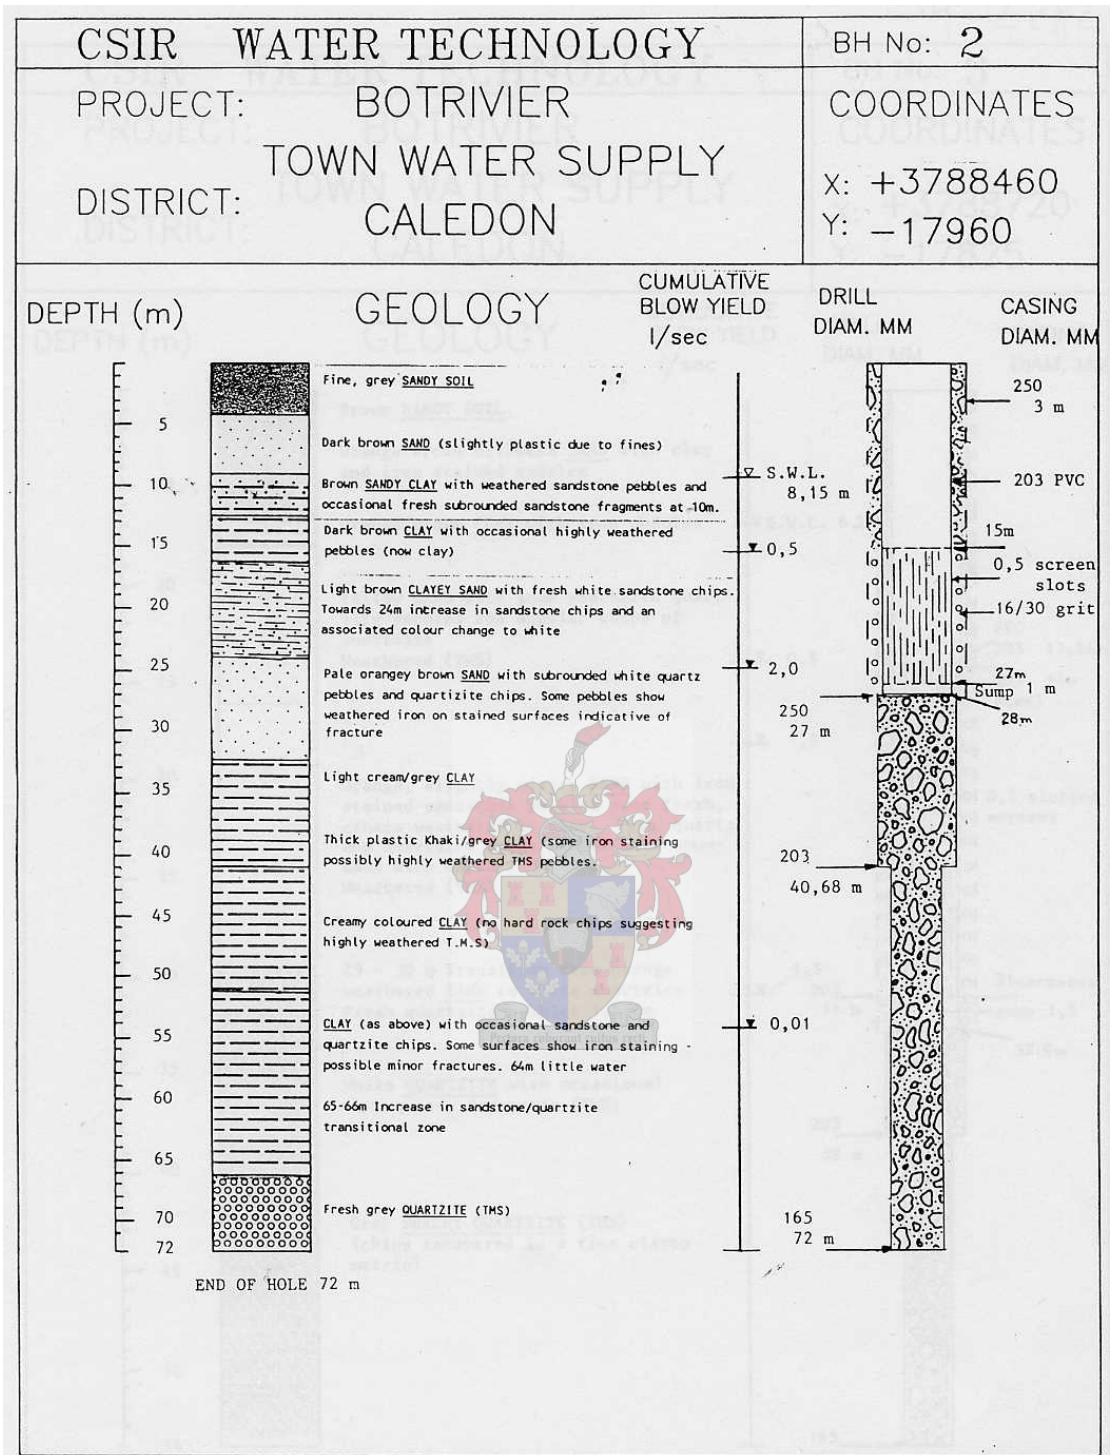 CSIR WATER TECHNOLOGY
BH No: 2
PROJECT: BOTRIVIER
TOWN WATER SUPPLY
DISTRICT: CALEDON
COORDINATES
X: +3788460
Y: -17960
DEPTH (m)
GEOLOGY
CUMULATIVE
BLOW YIELD
l/sec
DRILL
DIAM. MM
CASING
DIAM. MM
5
10
15
20
25
30
35
40
45
50
55
60
65
70
72
Fine, grey SANDY SOIL
Dark brown SAND (slightly plastic due to fines)
Brown SANDY CLAY with weathered sandstone pebbles and
occasional fresh subrounded sandstone fragments at -10m.
Dark brown CLAY with occasional highly weathered
pebbles (now clay)
Light brown CLAYEY SAND with fresh white sandstone chips.
Towards 24m increase in sandstone chips and an
associated colour change to white
Pale orangey brown SAND with subrounded white quartz
pebbles and quartizite chips. Some pebbles show
weathered iron on stained surfaces indicative of
fracture
Light cream/grey CLAY
Thick plastic Khaki/grey CLAY (some iron staining
possibly highly weathered TMS pebbles.
Creamy coloured CLAY (no hard rock chips suggesting
highly weathered T.M.S)
CLAY (as above) with occasional sandstone and
quartzite chips. Some surfaces show iron staining -
possible minor fractures. 64m little water
65-66m Increase in sandstone/quartzite
transitional zone
Fresh grey QUARTZITE (TMS)
END OF HOLE 72 m
S.W.L.
8,15 m
0,5
2,0
0,01
250
27 m
203
40,68 m
165
72 m
250
3 m
203 PVC
15m
0,5 screen
slots
16/30 grit
27m
Sump 1 m
28m